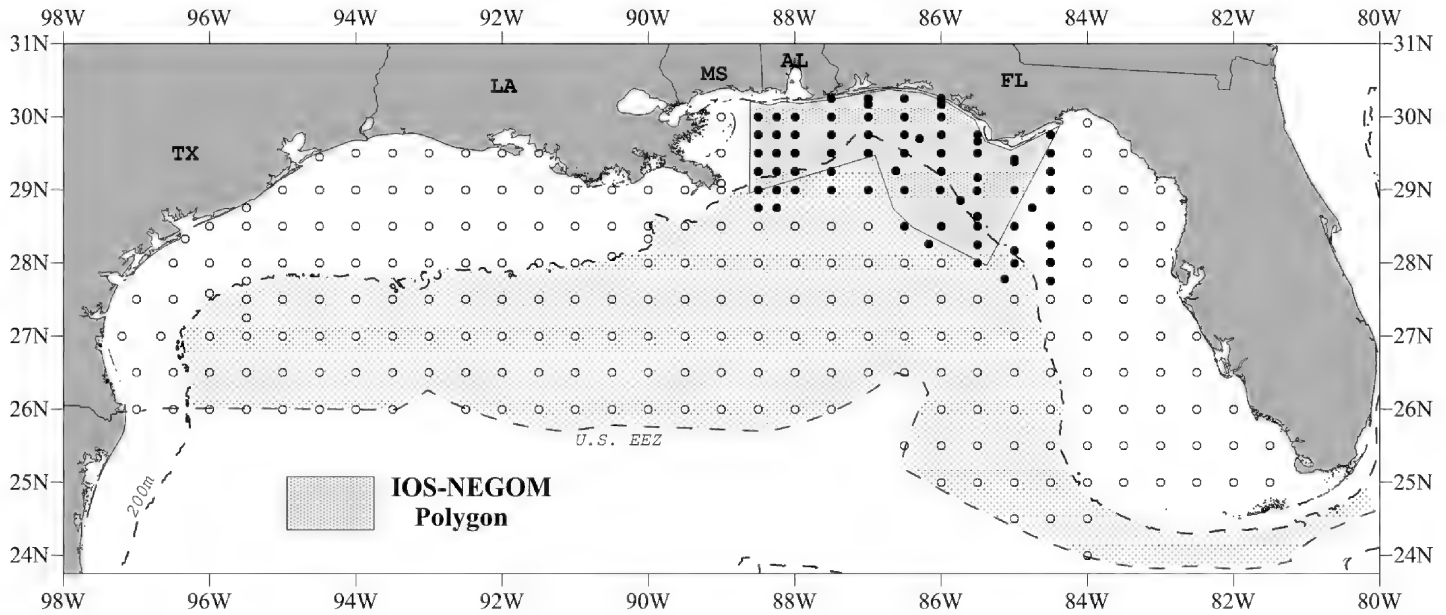 98W 96W 94W 92W 90W 88W 86W 84W 82W 80W
31N 31N
AL
MS FL
LA
30N 30N
TX
29N 29N
28N 28N
27N 27N
26N 26N
U.S. EEZ
25N 25N
200m
IOS-NEGOM
Polygon
24N 24N
98W 96W 94W 92W 90W 88W 86W 84W 82W 80W